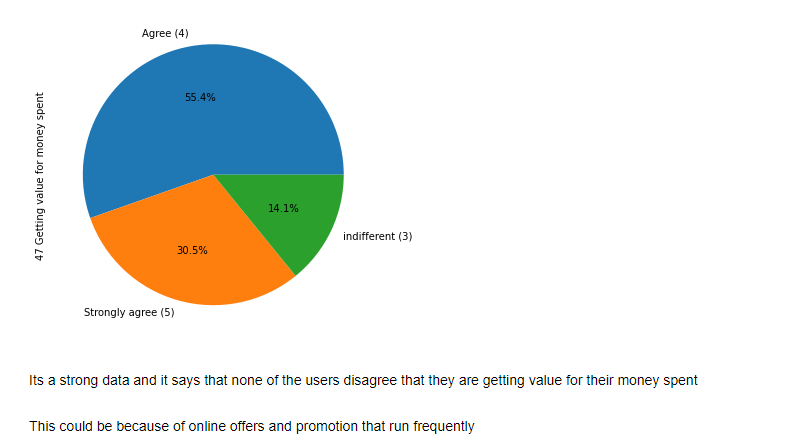 Agree (4)
55.4%
47 Getting value for money spent
14.1%
indifferent (3)
30.5%
Strongly agree (5)
Its a strong data and it says that none of the users disagree that they are getting value for their money spent
This could be because of online offers and promotion that run frequently